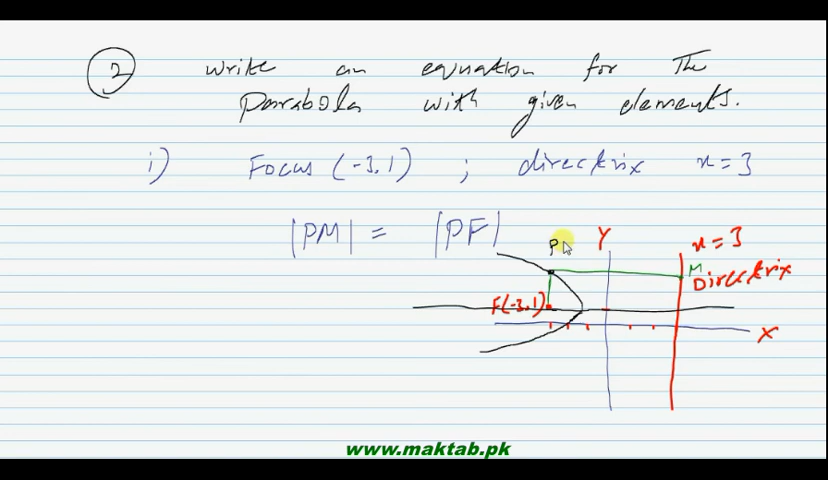 2 write an equation for The
Parabola with given elements.
i) Focus (-3,1) ; directrix x=3
|PM| = |PF|
P
Y
x=3
M
Directrix
F(-3,1)
X
www.maktab.pk